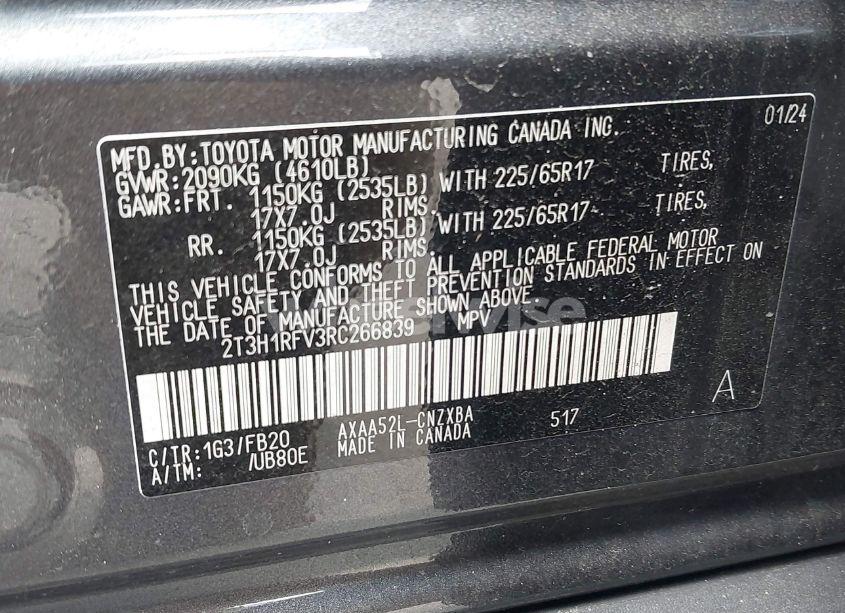 01/24
MFD.BY:TOYOTA MOTOR MANUFACTURING CANADA INC.
GVWR:2090KG (4610LB)
GAWR:FRT. 1150KG (2535LB) WITH 225/65R17 TIRES,
17X7.0J RIMS.
RR. 1150KG (2535LB) WITH 225/65R17 TIRES,
17X7.0J RIMS.
THIS VEHICLE CONFORMS TO ALL APPLICABLE FEDERAL MOTOR
VEHICLE SAFETY AND THEFT PREVENTION STANDARDS IN EFFECT ON
THE DATE OF MANUFACTURE SHOWN ABOVE.
2T3H1RFV3RC266839 MPV
A
C/TR:1G3/FB20 AXAA52L-CNZXBA 517
A/TM: /UB80E MADE IN CANADA